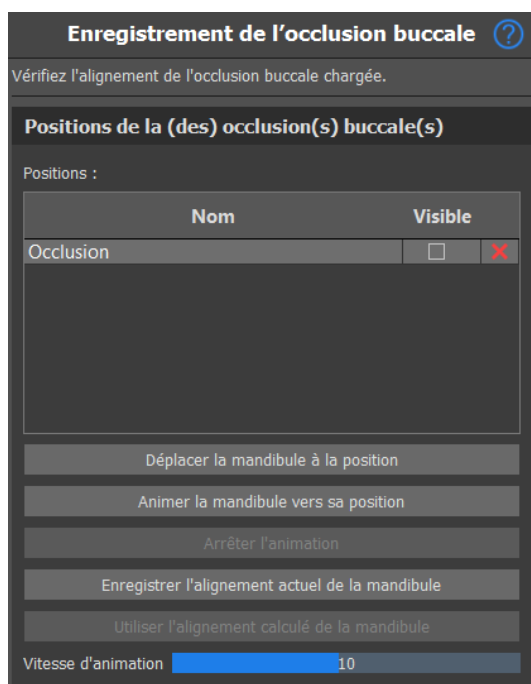 Enregistrement de l’occlusion buccale ?
Vérifiez l'alignement de l'occlusion buccale chargée.
Positions de la (des) occlusion(s) buccale(s)
Positions :
Nom Visible
Occlusion
Déplacer la mandibule à la position
Animer la mandibule vers sa position
Arrêter l'animation
Enregistrer l'alignement actuel de la mandibule
Utiliser l'alignement calculé de la mandibule
Vitesse d'animation 10